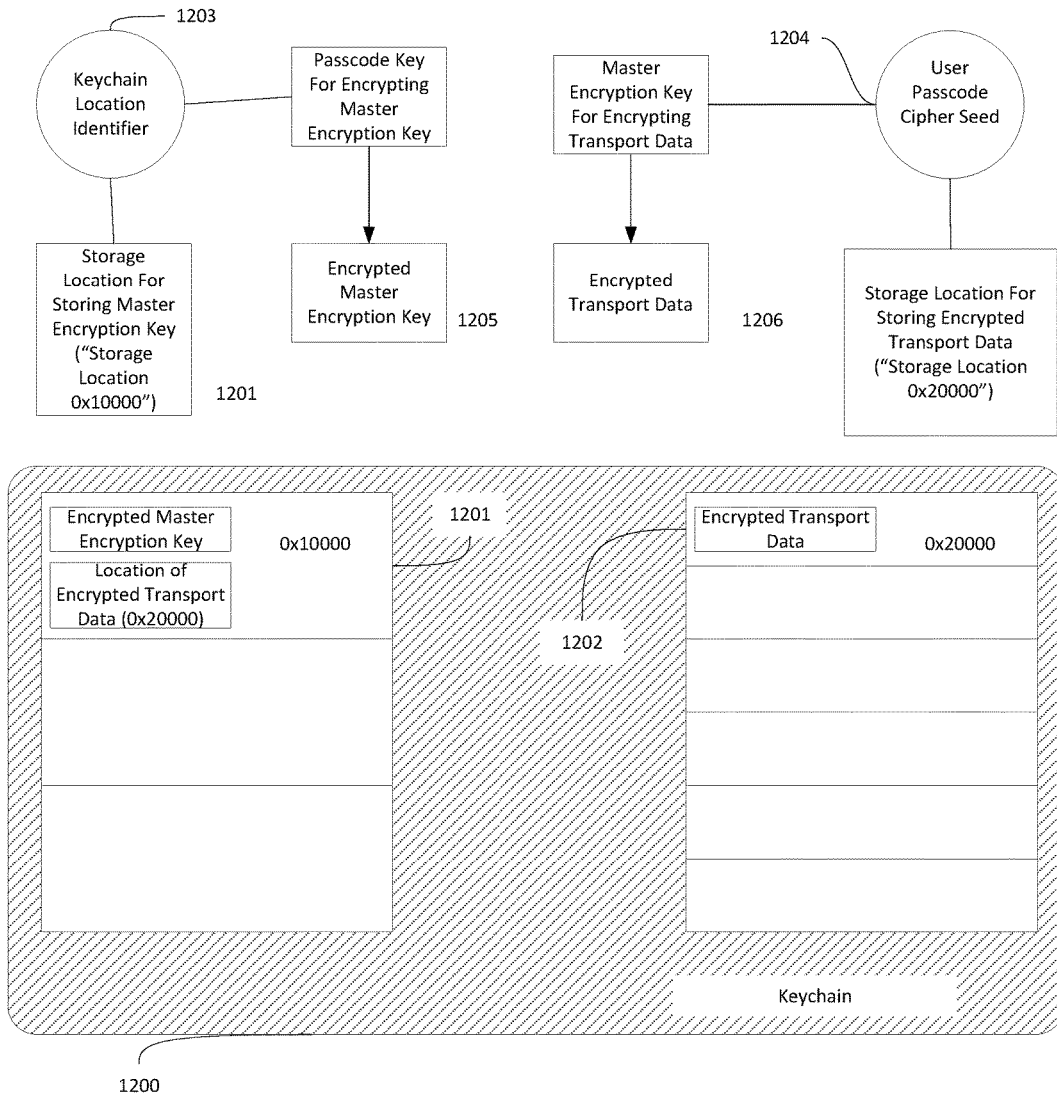 1203
Keychain
Location
Identifier
Passcode Key
For Encrypting
Master
Encryption Key
Master
Encryption Key
For Encrypting
Transport Data
1204
User
Passcode
Cipher Seed
Storage
Location For
Storing Master
Encryption Key
("Storage
Location
0x10000")
1201
Encrypted
Master
Encryption Key
1205
Encrypted
Transport Data
1206
Storage Location For
Storing Encrypted
Transport Data
("Storage Location
0x20000")
Encrypted Master
Encryption Key
0x10000
Location of
Encrypted Transport
Data (0x20000)
1201
1202
Encrypted Transport
Data
0x20000
Keychain
1200